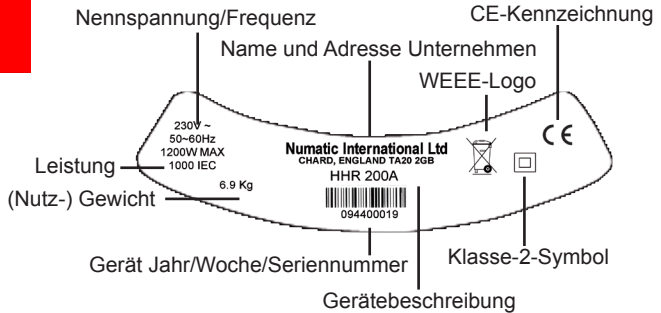 Nennspannung/Frequenz
CE-Kennzeichnung
Name und Adresse Unternehmen
WEEE-Logo
230V ~
50~60Hz
1200W MAX
1000 IEC
6.9 Kg
Numatic International Ltd
CHARD, ENGLAND TA20 2GB
HHR 200A
094400019
CE
Leistung
(Nutz-) Gewicht
Gerät Jahr/Woche/Seriennummer
Klasse-2-Symbol
Gerätebeschreibung